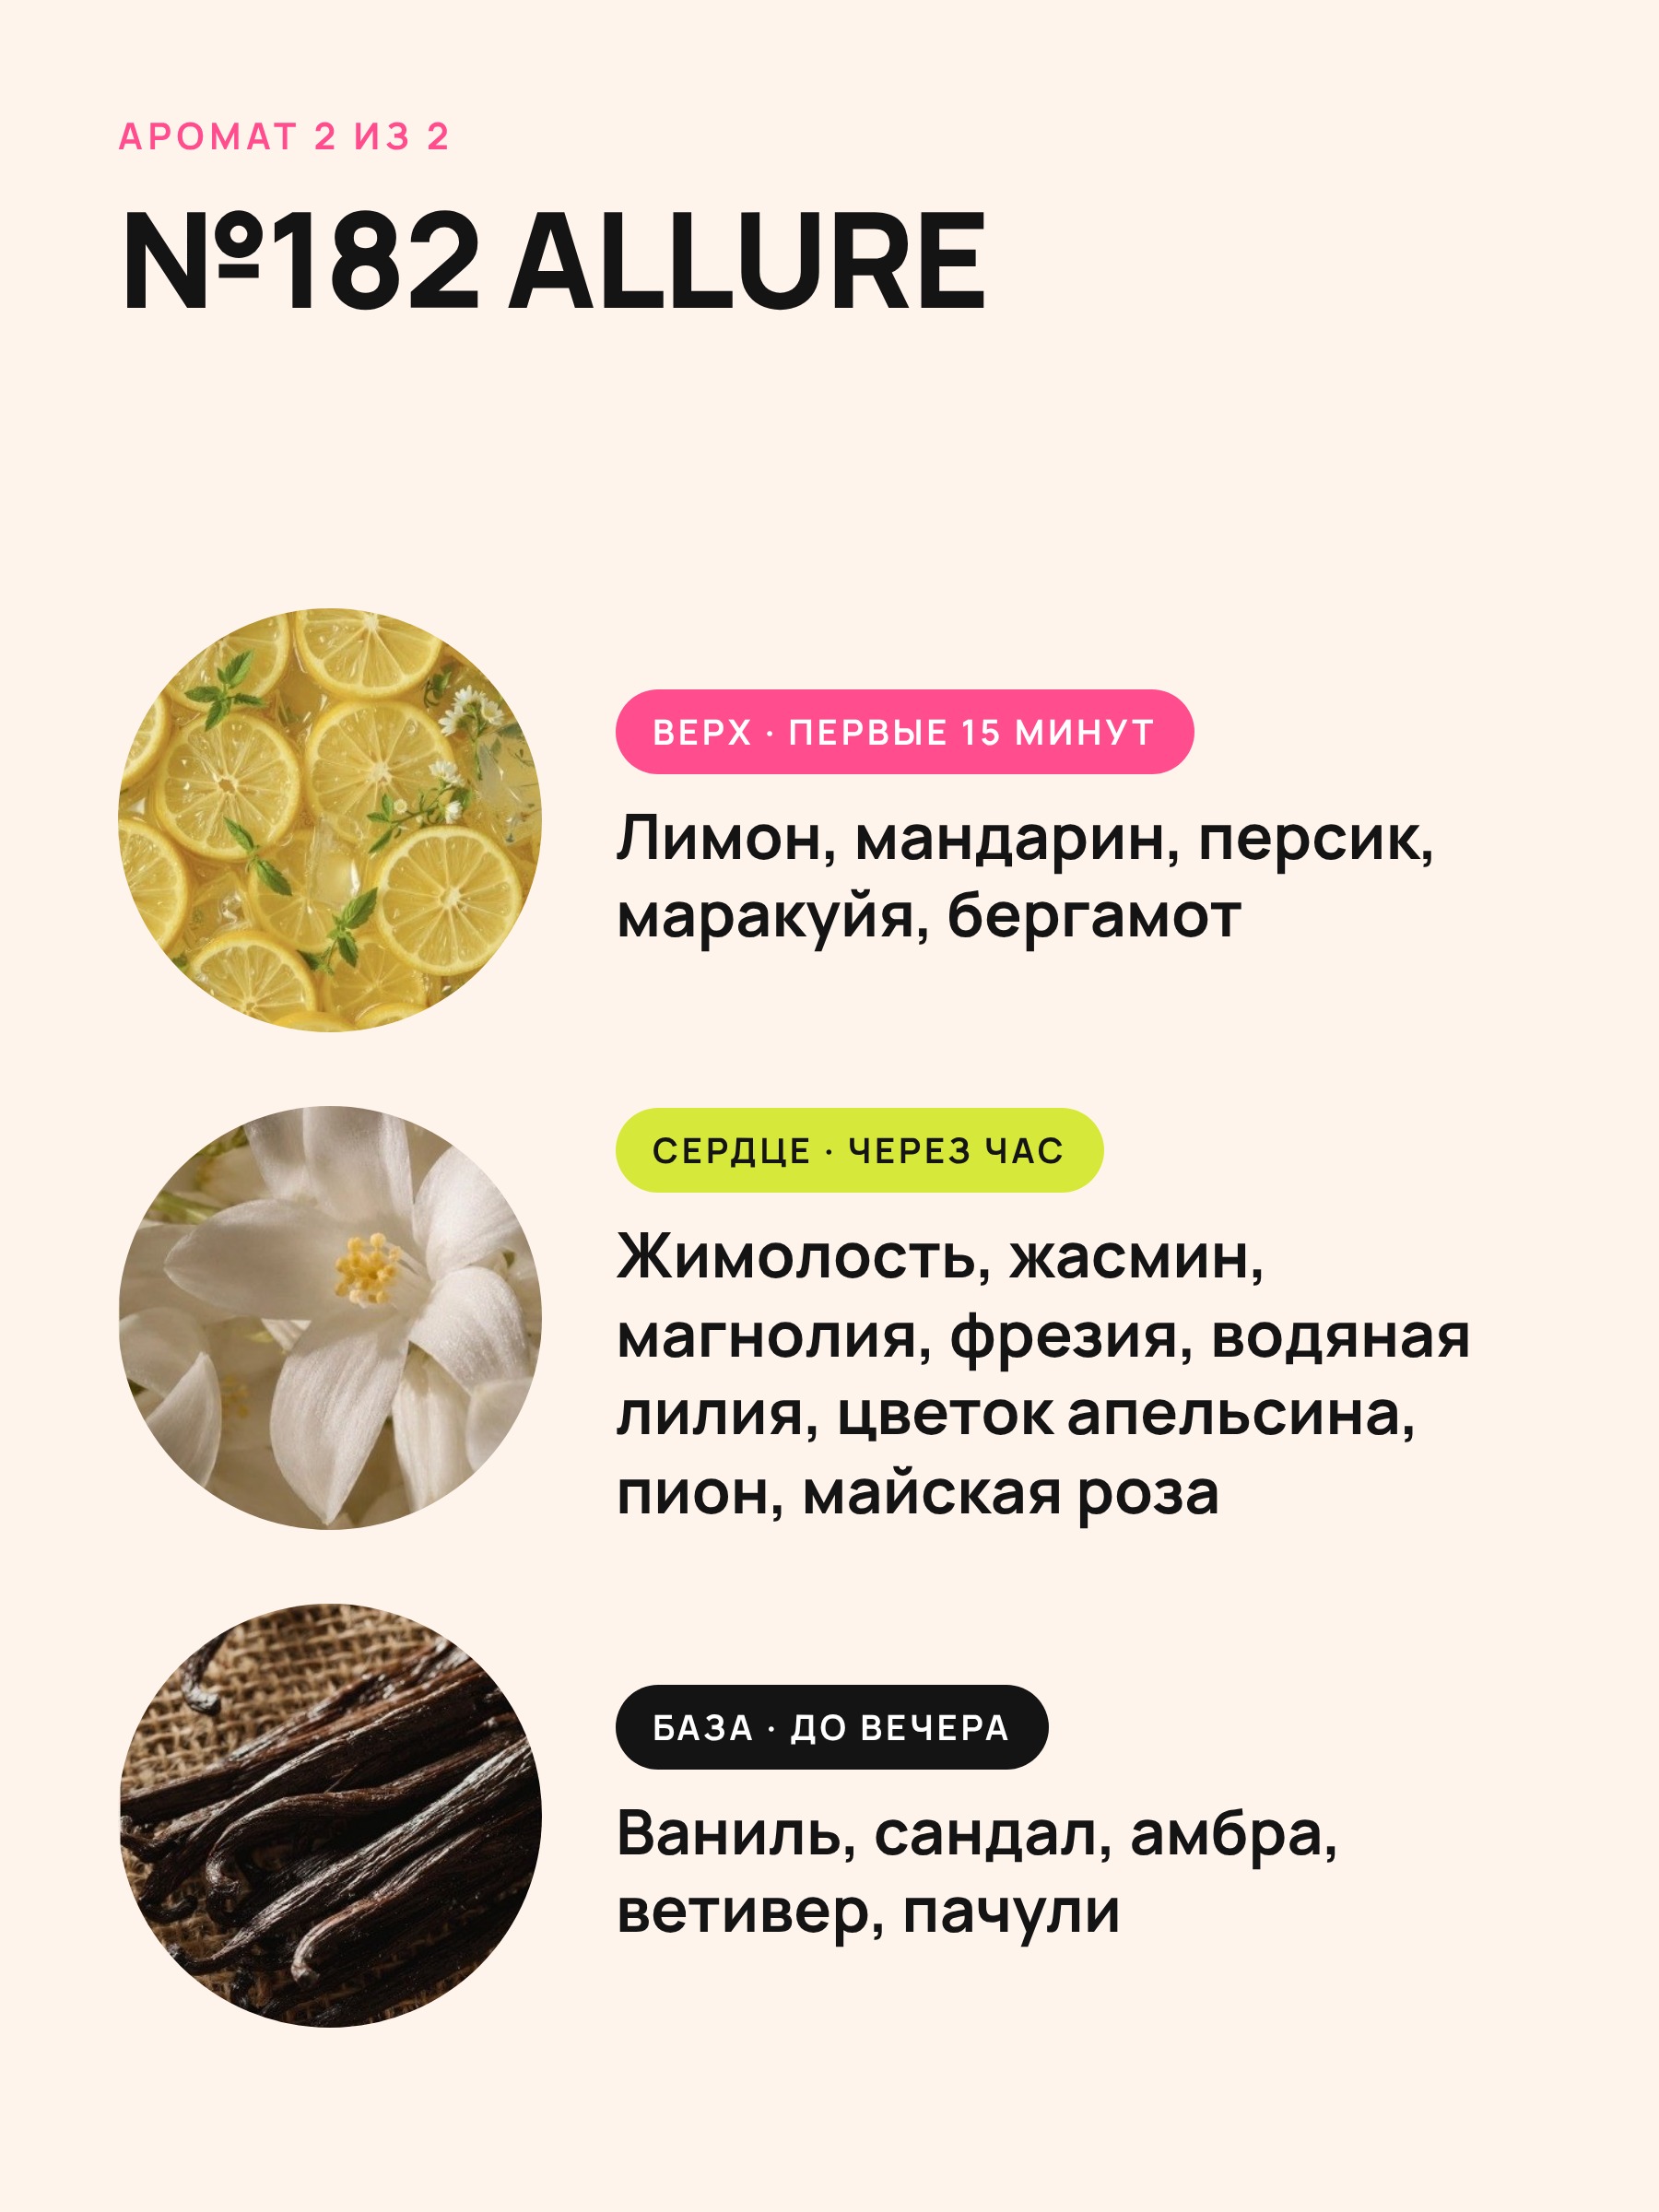 АРОМАТ 2 ИЗ 2
№182 ALLURE
ВЕРХ · ПЕРВЫЕ 15 МИНУТ
Лимон, мандарин, персик,
маракуйя, бергамот
СЕРДЦЕ · ЧЕРЕЗ ЧАС
Жимолость, жасмин,
магнолия, фрезия, водяная
лилия, цветок апельсина,
пион, майская роза
БАЗА · ДО ВЕЧЕРА
Ваниль, сандал, амбра,
ветивер, пачули